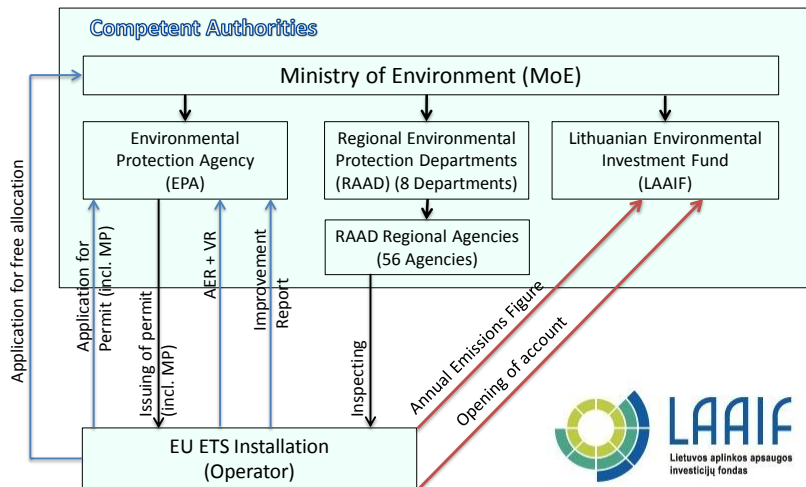 Competent Authorities
Ministry of Environment (MoE)
Environmental
Protection Agency
(EPA)
Regional Environmental
Protection Departments
(RAAD) (8 Departments)
Lithuanian Environmental
Investment Fund
(LAAIF)
RAAD Regional Agencies
(56 Agencies)
Application for free allocation
Application for
Permit (incl. MP)
Issuing of permit
(incl. MP)
AER + VR
Improvement
Report
Inspecting
Annual Emissions Figure
Opening of account
EU ETS Installation
(Operator)
LAAIF
Lietuvos aplinkos apsaugos
investicijų fondas